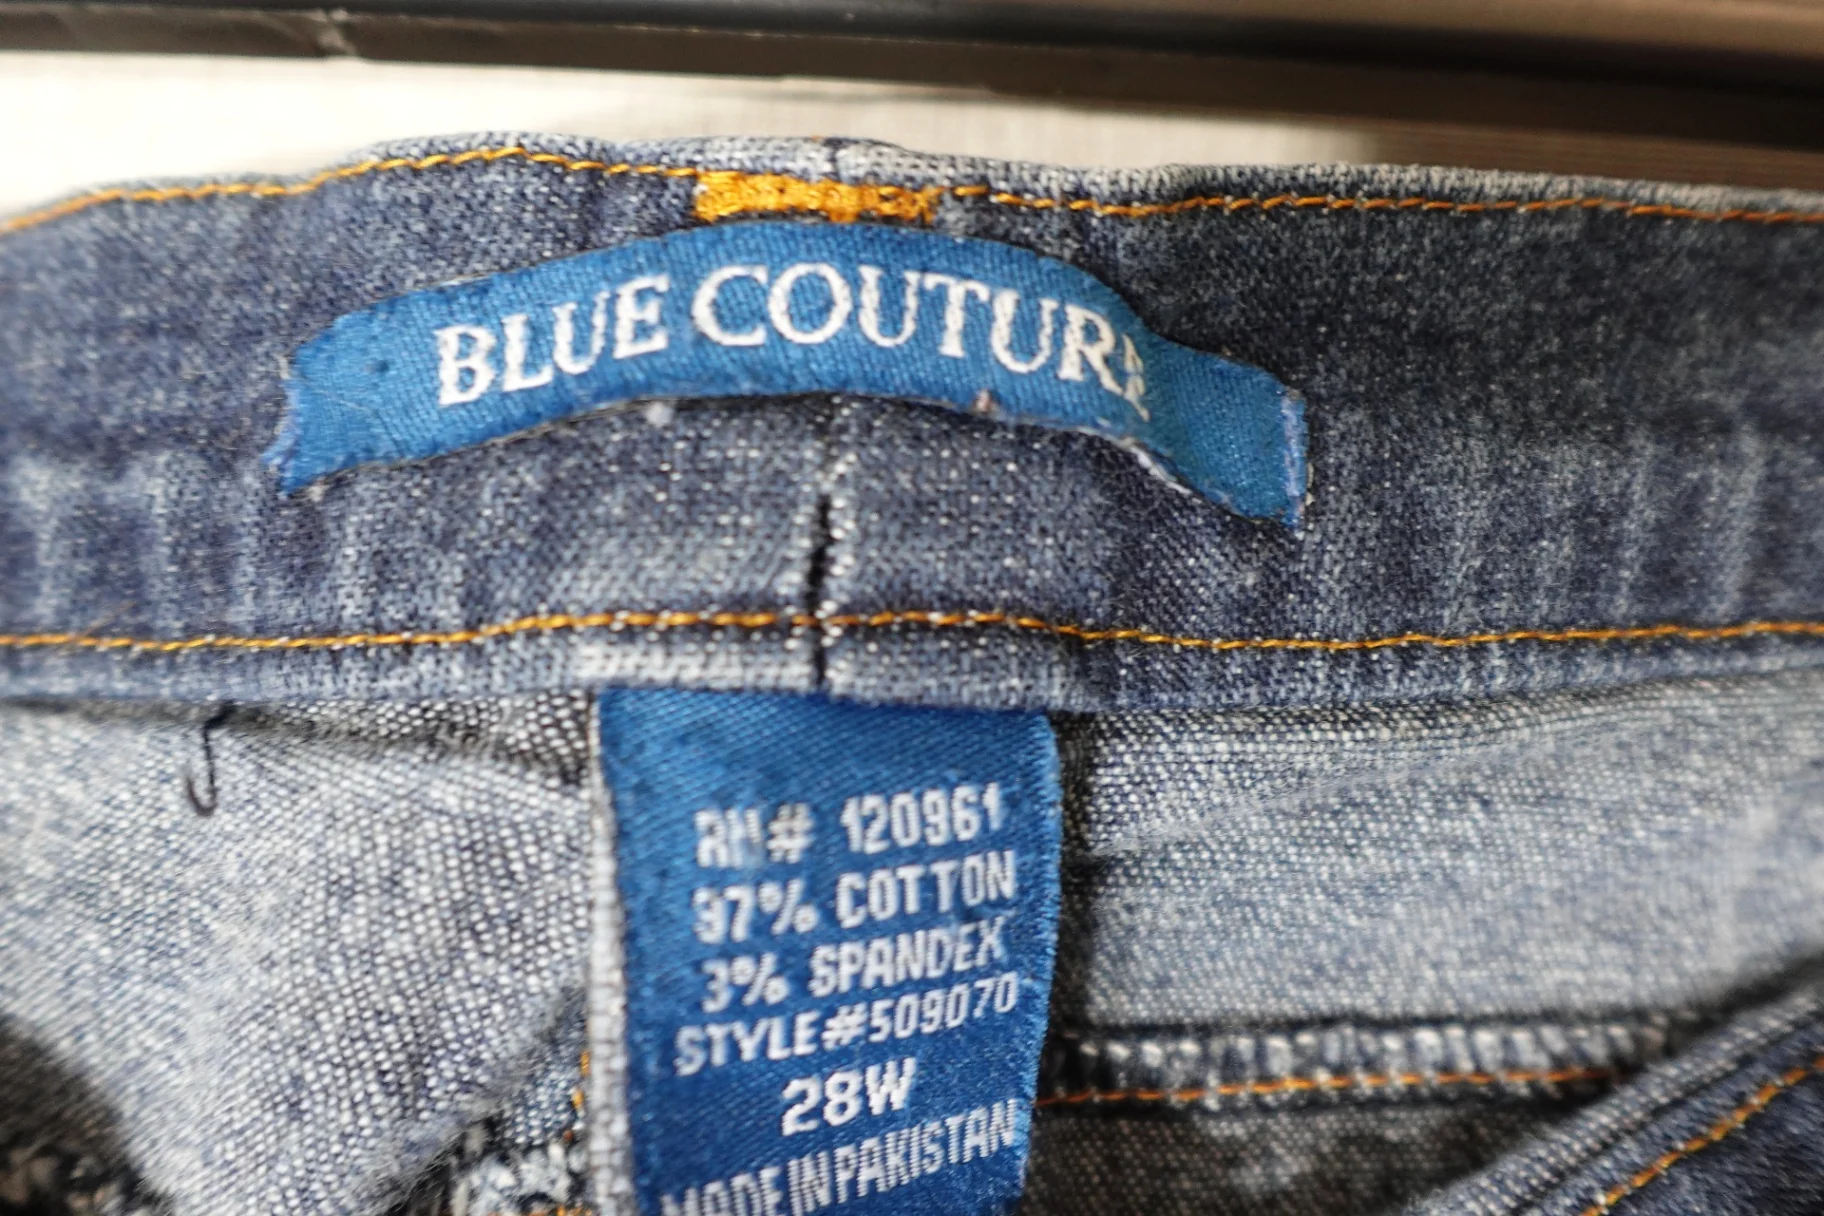 BLUE COUTURE
RN# 120961
97% COTTON
3% SPANDEX
STYLE#509070
28W
MADE IN PAKISTAN